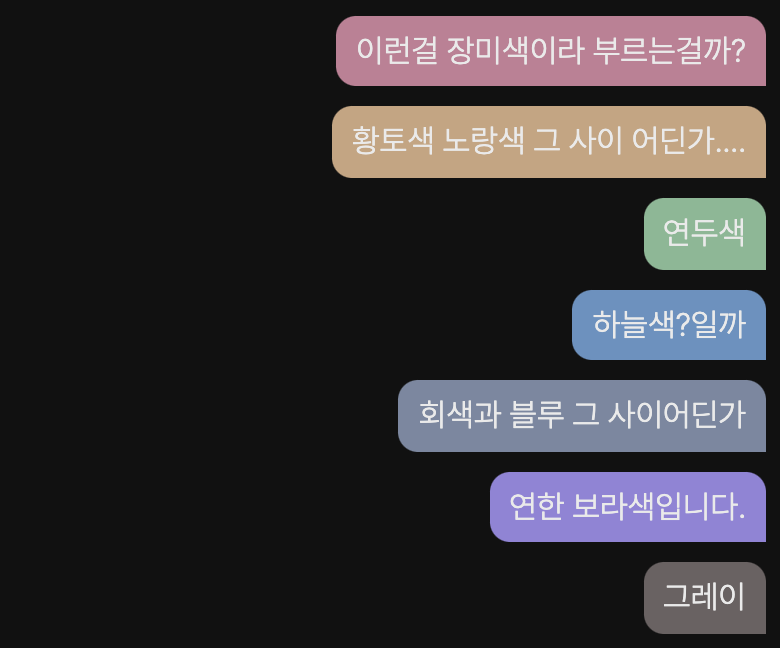 이런걸 장미색이라 부르는걸까?
황토색 노랑색 그 사이 어딘가....
연두색
하늘색?일까
회색과 블루 그 사이어딘가
연한 보라색입니다.
그레이